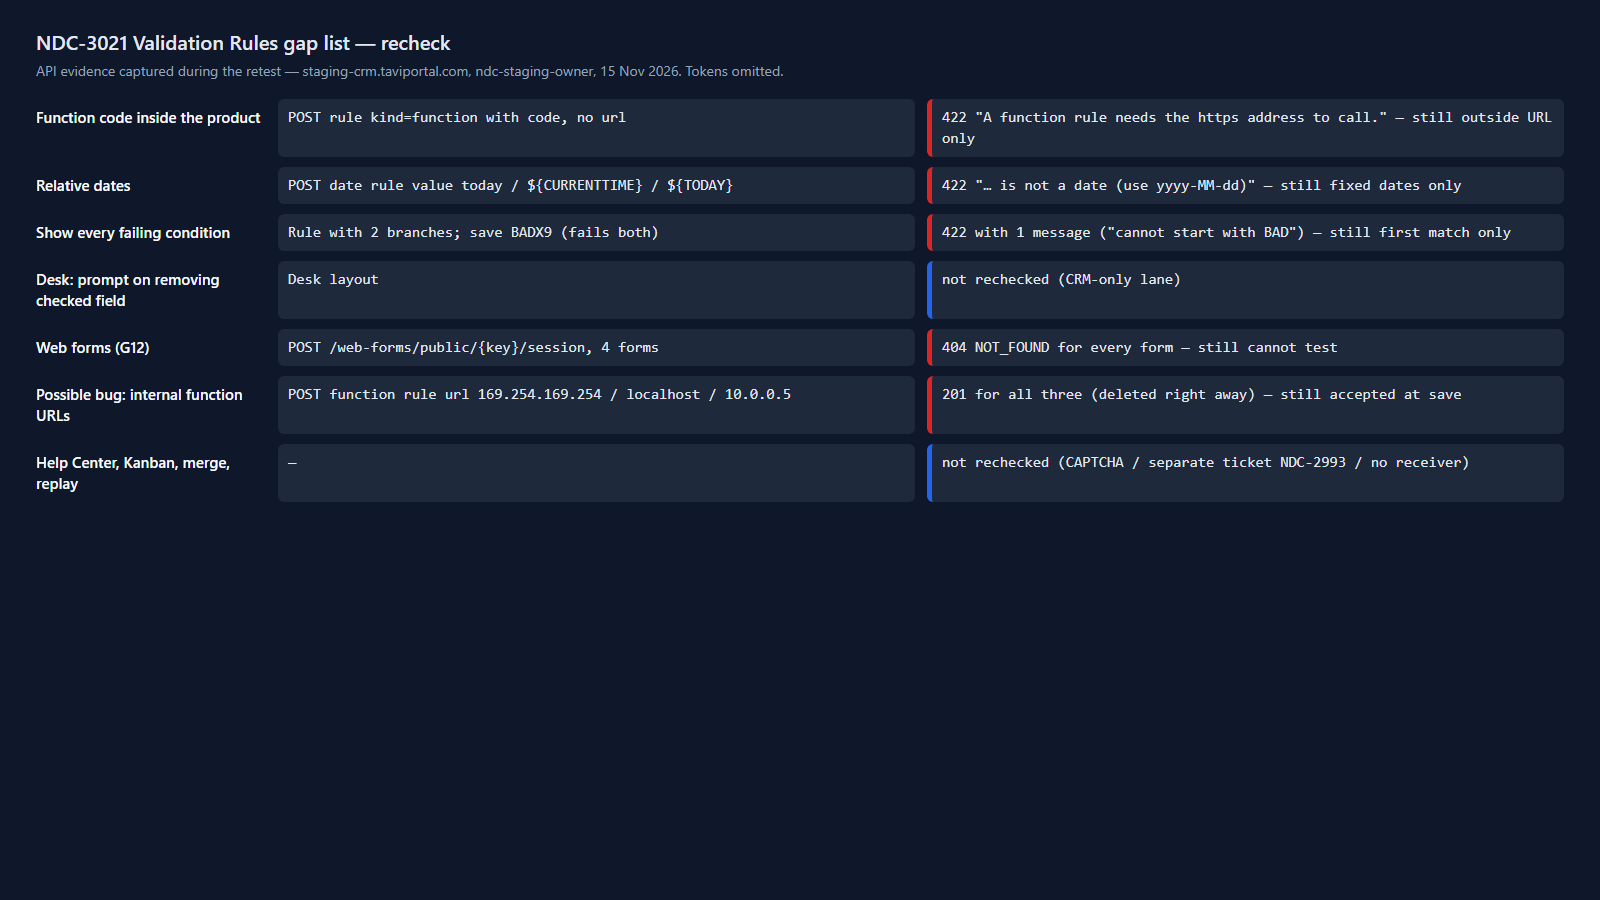 NDC-3021 Validation Rules gap list — recheck
API evidence captured during the retest — staging-crm.taviportal.com, ndc-staging-owner, 15 Nov 2026. Tokens omitted.
Function code inside the product
POST rule kind=function with code, no url
422 "A function rule needs the https address to call." — still outside URL
only
Relative dates
POST date rule value today / ${CURRENTTIME} / ${TODAY}
422 "… is not a date (use yyyy-MM-dd)" — still fixed dates only
Show every failing condition
Rule with 2 branches; save BADX9 (fails both)
422 with 1 message ("cannot start with BAD") — still first match only
Desk: prompt on removing
checked field
Desk layout
not rechecked (CRM-only lane)
Web forms (G12)
POST /web-forms/public/{key}/session, 4 forms
404 NOT_FOUND for every form — still cannot test
Possible bug: internal function
URLs
POST function rule url 169.254.169.254 / localhost / 10.0.0.5
201 for all three (deleted right away) — still accepted at save
Help Center, Kanban, merge,
replay
—
not rechecked (CAPTCHA / separate ticket NDC-2993 / no receiver)